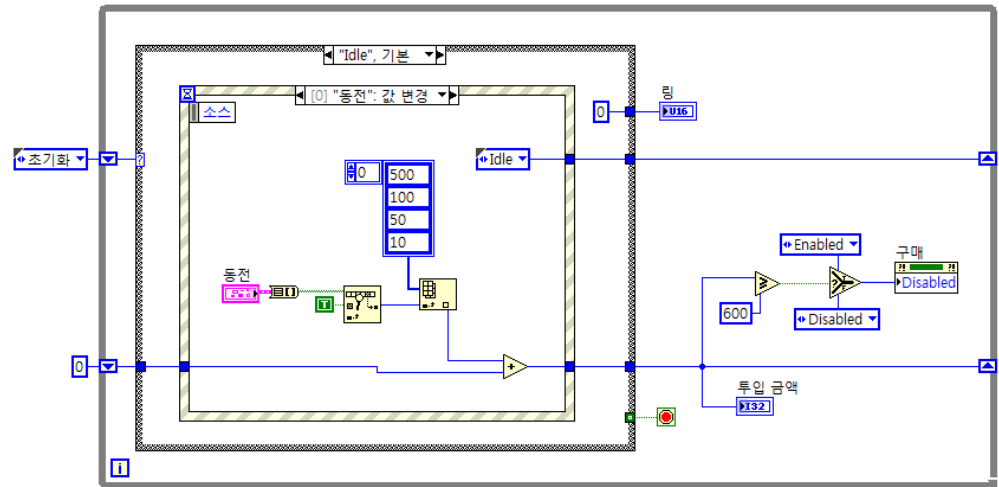 "Idle", 기본
[0] "동전": 값 변경
소스
링
0
U16
초기화
?
Idle
0
500
100
50
10
Enabled
구매
?! ?!
Disabled
동전
T
600
Disabled
0
+
투입 금액
I32
i